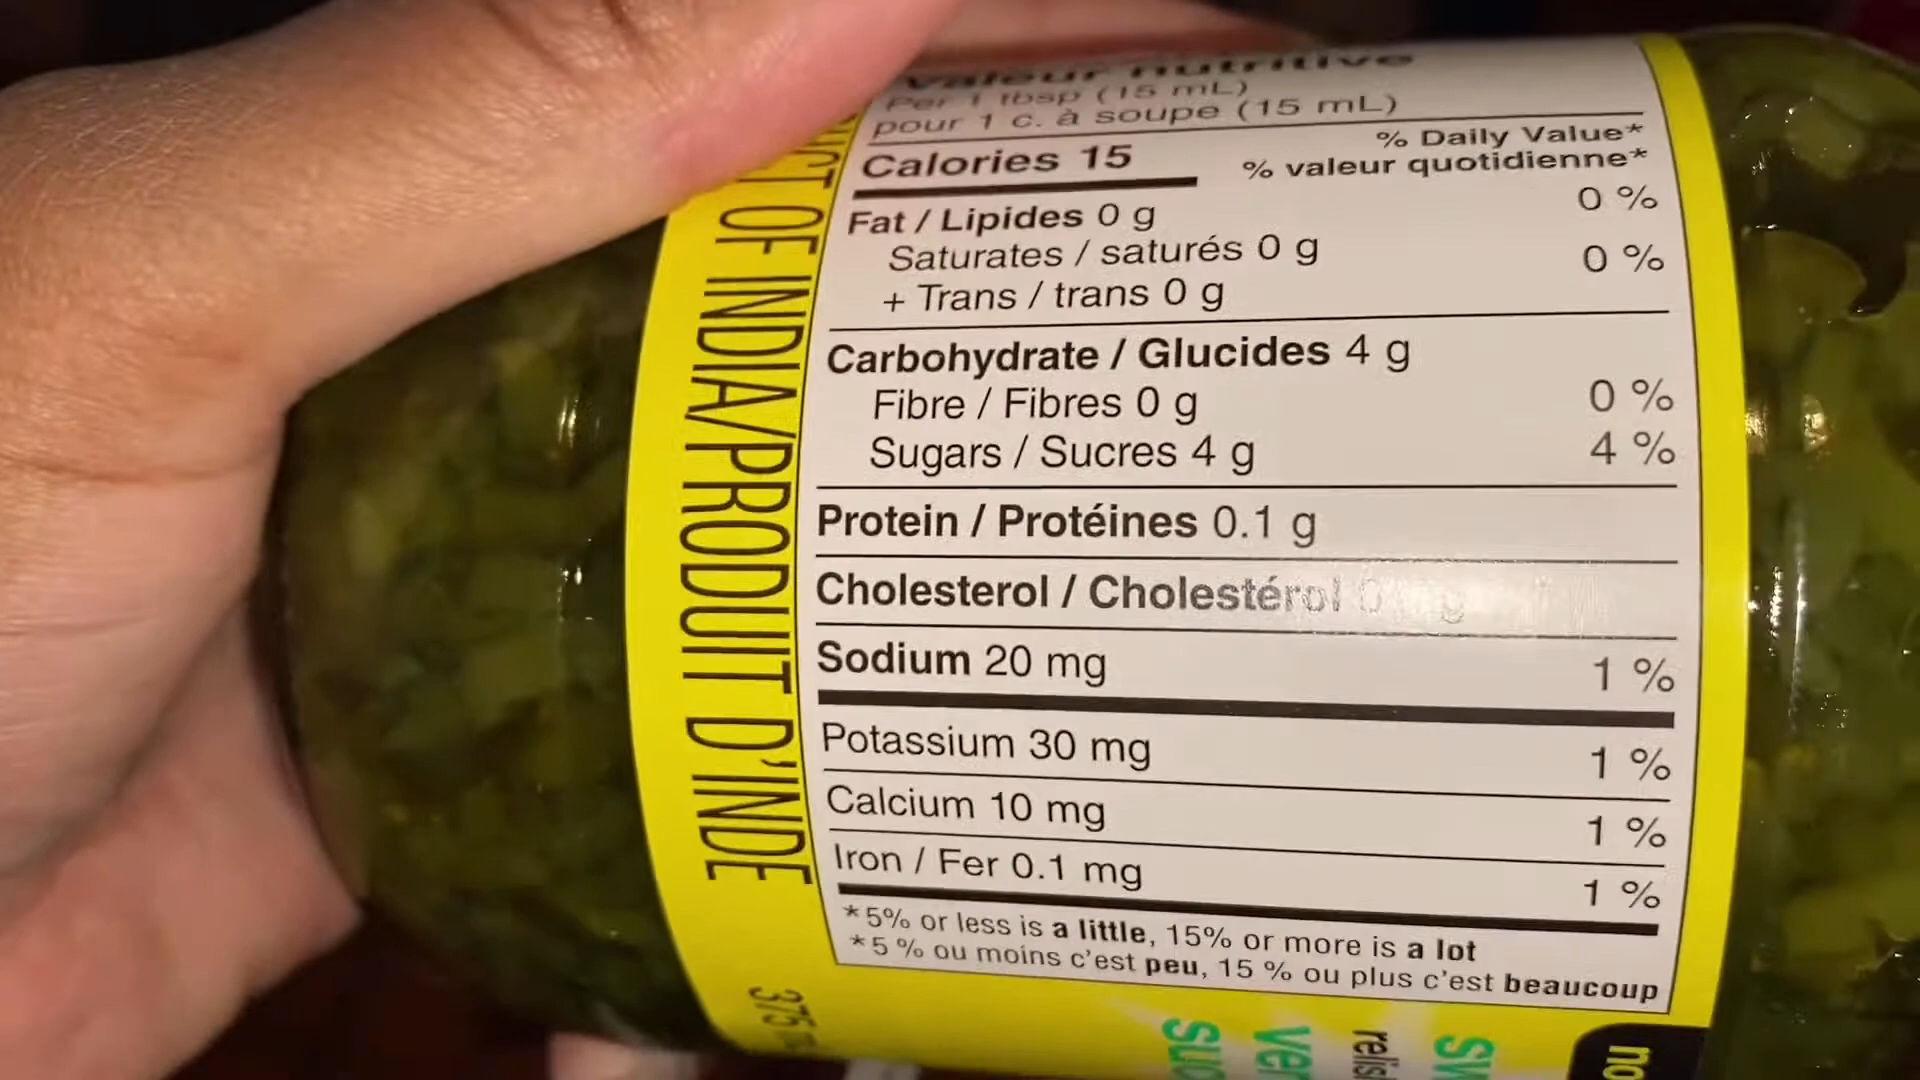 Valeur nutritive
Per 1 tbsp (15 mL)
pour 1 c. à soupe (15 mL)
% Daily Value*
% valeur quotidienne*
Calories 15
Fat / Lipides 0 g 0 %
Saturates / saturés 0 g
+ Trans / trans 0 g 0 %
Carbohydrate / Glucides 4 g
Fibre / Fibres 0 g 0 %
Sugars / Sucres 4 g 4 %
Protein / Protéines 0.1 g
Cholesterol / Cholestérol
Sodium 20 mg 1 %
Potassium 30 mg 1 %
Calcium 10 mg 1 %
Iron / Fer 0.1 mg 1 %
*5% or less is a little, 15% or more is a lot
*5 % ou moins c'est peu, 15 % ou plus c'est beaucoup
OF INDIA/PRODUIT D'INDE
375